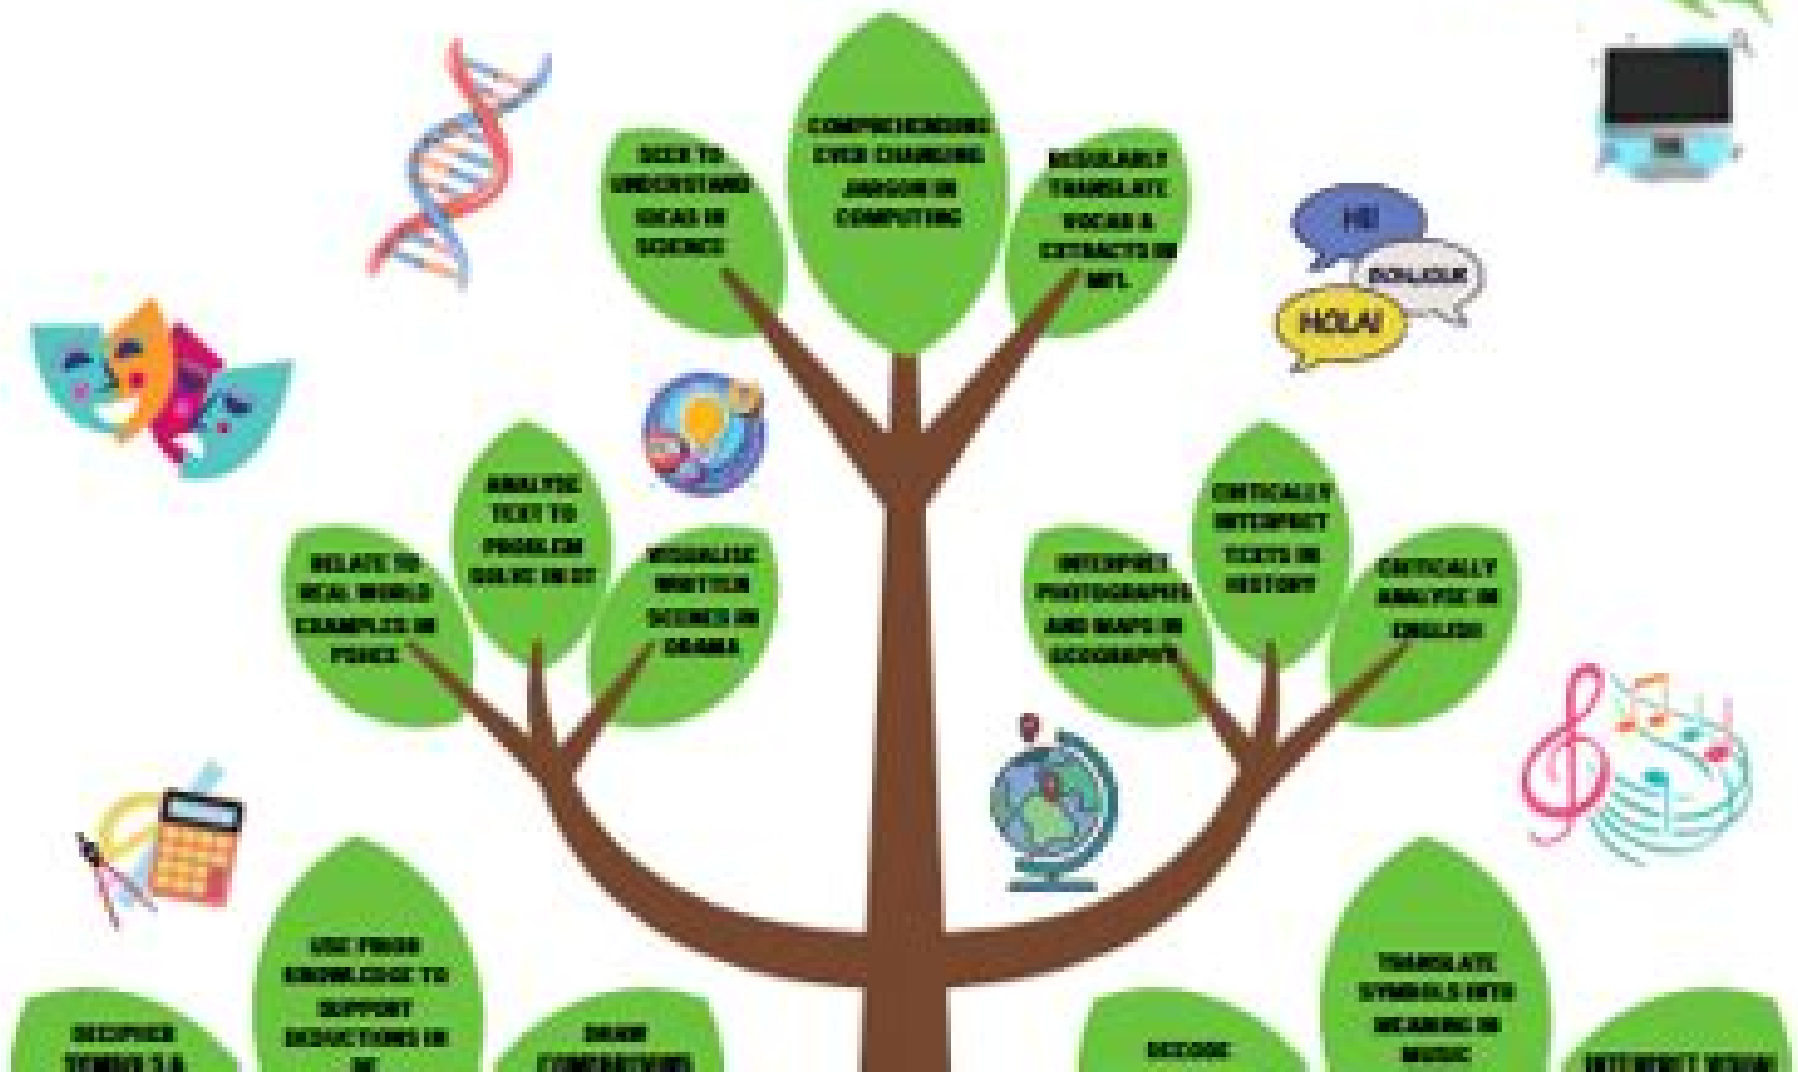 SEEK TO
UNDERSTAND
IDEAS IN
SCIENCE
COMPREHENDING
EVER CHANGING
JARGON IN
COMPUTING
REGULARLY
TRANSLATE
VOCAB &
EXTRACTS IN
MFL
HI!
BONJOUR
HOLA!
RELATE TO
REAL WORLD
EXAMPLES IN
ANALYSE
TEXT TO
PROBLEM
SOLVE IN DT
VISUALISE
WRITTEN
SCENES IN
DRAMA
INTERPRET
PHOTOGRAPHS
AND MAPS IN
GEOGRAPHY
CRITICALLY
INTERPRET
TEXTS IN
HISTORY
CRITICALLY
ANALYSE IN
ENGLISH
DECIPHER
USE PRIOR
KNOWLEDGE TO
SUPPORT
DEDUCTIONS IN
DRAW
DECODE
TRANSLATE
SYMBOLS INTO
MEANING IN
MUSIC
INTERPRET VISUAL